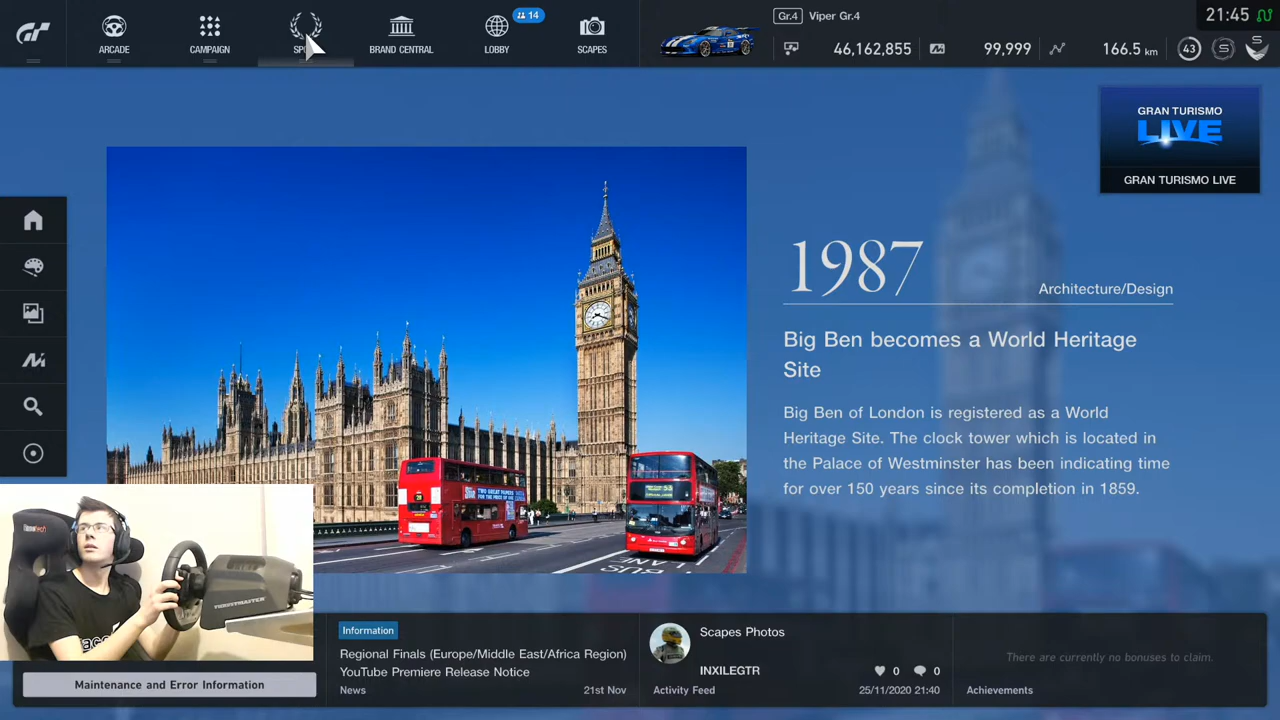 ARCADE
CAMPAIGN
BRAND CENTRAL
LOBBY
14
SCAPES
Gr.4 Viper Gr.4
46,162,855
99,999
166.5 km
43
S
S
21:45
GRAN TURISMO
LIVE
GRAN TURISMO LIVE
1987
Architecture/Design
Big Ben becomes a World Heritage
Site
Big Ben of London is registered as a World
Heritage Site. The clock tower which is located in
the Palace of Westminster has been indicating time
for over 150 years since its completion in 1859.
THRUSTMASTER
Maintenance and Error Information
Information
Regional Finals (Europe/Middle East/Africa Region)
YouTube Premiere Release Notice
News
21st Nov
Scapes Photos
INXILEGTR
0
0
Activity Feed
25/11/2020 21:40
There are currently no bonuses to claim.
Achievements